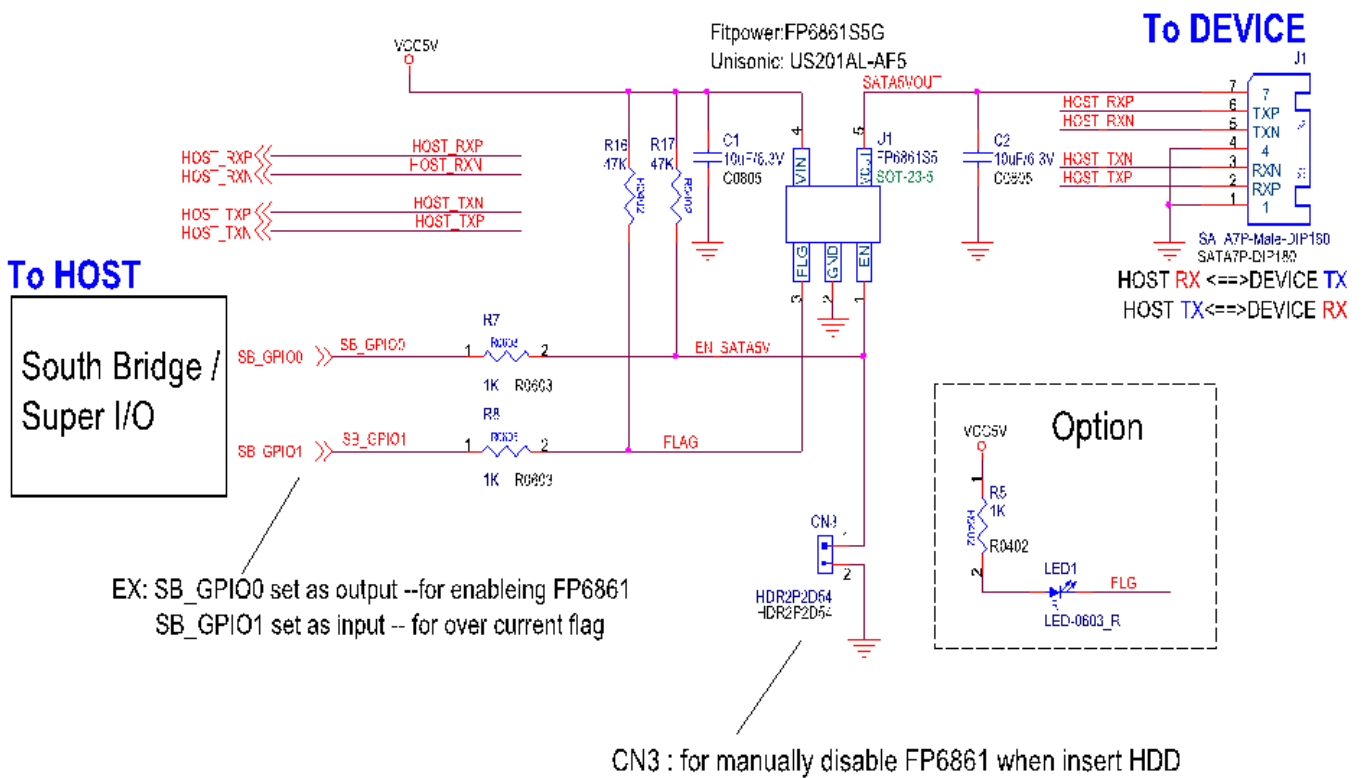 Fitpower:FP6861S5G
Unisonic: US201AL-AF5
To DEVICE
J1
VCC5V
SATA5VOUT
7
7
HOST_RXP
6
TXP
HOST_RXN
5
TXN
4
4
HOST_TXN
3
RXN
HOST_TXP
2
RXP
1
1
SATA7P-DIP180
HOST RX <==>DEVICE TX
HOST TX<==>DEVICE RX
R16
47K
R17
47K
C1
C0805
4
VIN
5
J1
FP6861S5
SOT-23-5
C2
C0805
FLG
GND
EN
3
2
1
HOST_RXP
HOST_RXP
HOST_RXN
HOST_RXN
HOST_TXP
HOST_TXN
HOST_TXN
HOST_TXP
To HOST
South Bridge /
Super I/O
SB_GPIO0
SB_GPIO0
R7
1
2
1K R0603
EN_SATA5V
SB_GPIO1
SB_GPIO1
R8
1
2
1K R0603
FLAG
EX: SB_GPIO0 set as output --for enableing FP6861
SB_GPIO1 set as input -- for over current flag
CN3
1
2
HDR2P2D54
HDR2P2D54
Option
VCC5V
1
R5
1K
R0402
2
LED1
FLG
LED-0603_R
CN3 : for manually disable FP6861 when insert HDD